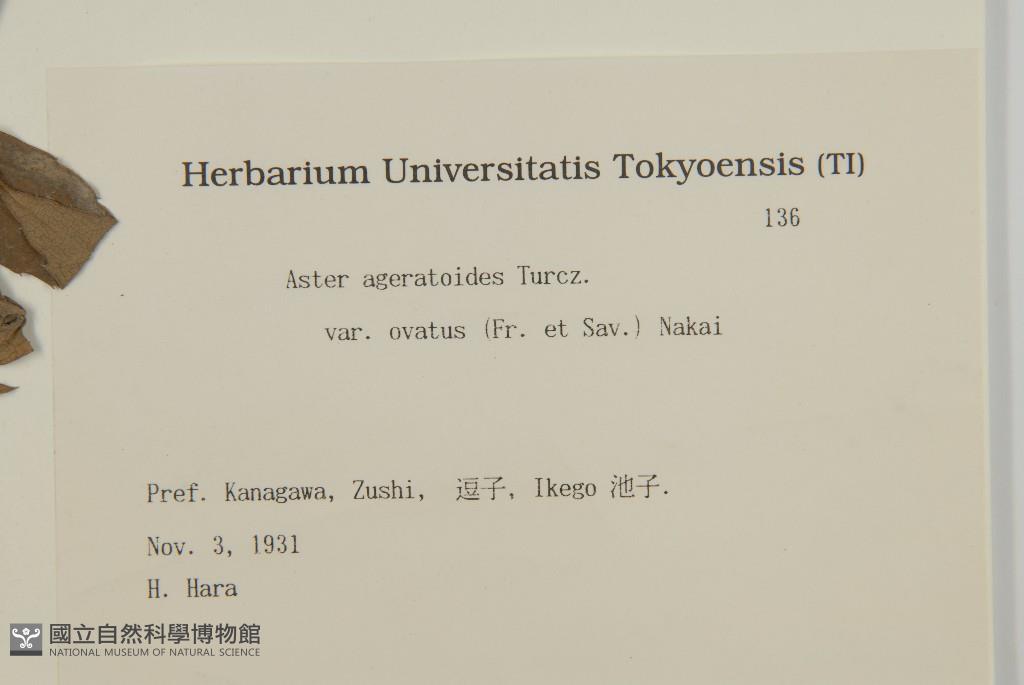 Herbarium Universitatis Tokyoensis (TI)
136
Aster ageratoides Turcz.
var. ovatus (Fr. et Sav.) Nakai
Pref. Kanagawa, Zushi, 逗子, Ikego 池子.
Nov. 3, 1931
H. Hara
國立自然科學博物館
NATIONAL MUSEUM OF NATURAL SCIENCE